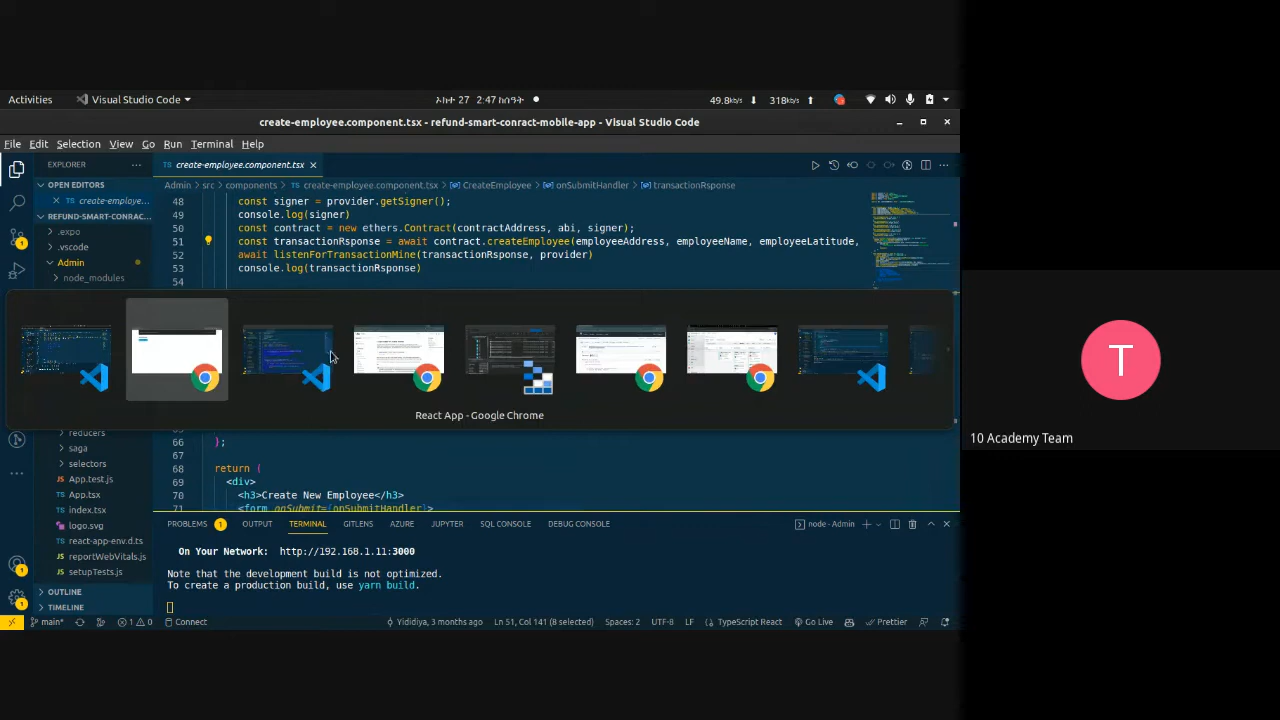 Activities
Visual Studio Code
ኦክተ 27 2:47 ከሰዓት
49.8kb/s
318kb/s
create-employee.component.tsx - refund-smart-conract-mobile-app - Visual Studio Code
File Edit Selection View Go Run Terminal Help
EXPLORER
create-employee.component.tsx
OPEN EDITORS
create-employe...
REFUND-SMART-CONRAC...
.expo
.vscode
Admin
node_modules
Admin > src > components > create-employee.component.tsx > CreateEmployee > onSubmitHandler > transactionRsponse
48 const signer = provider.getSigner();
49 console.log(signer)
50 const contract = new ethers.Contract(contractAddress, abi, signer);
51 const transactionRsponse = await contract.createEmployee(employeeAddress, employeeName, employeeLatitude,
52 await listenForTransactionMine(transactionRsponse, provider)
53 console.log(transactionRsponse)
54
React App - Google Chrome
reducers
saga
selectors
App.test.js
App.tsx
index.tsx
logo.svg
react-app-env.d.ts
reportWebVitals.js
setupTests.js
OUTLINE
TIMELINE
66 };
67
68 return (
69 <div>
70 <h3>Create New Employee</h3>
71 <form onSubmit={onSubmitHandler}>
PROBLEMS 1 OUTPUT TERMINAL GITLENS AZURE JUPYTER SQL CONSOLE DEBUG CONSOLE
node - Admin
On Your Network: http://192.168.1.11:3000
Note that the development build is not optimized.
To create a production build, use yarn build.
main* 1 0 Connect
Yididiya, 3 months ago Ln 51, Col 141 (8 selected) Spaces: 2 UTF-8 LF TypeScript React Go Live Prettier
T
10 Academy Team